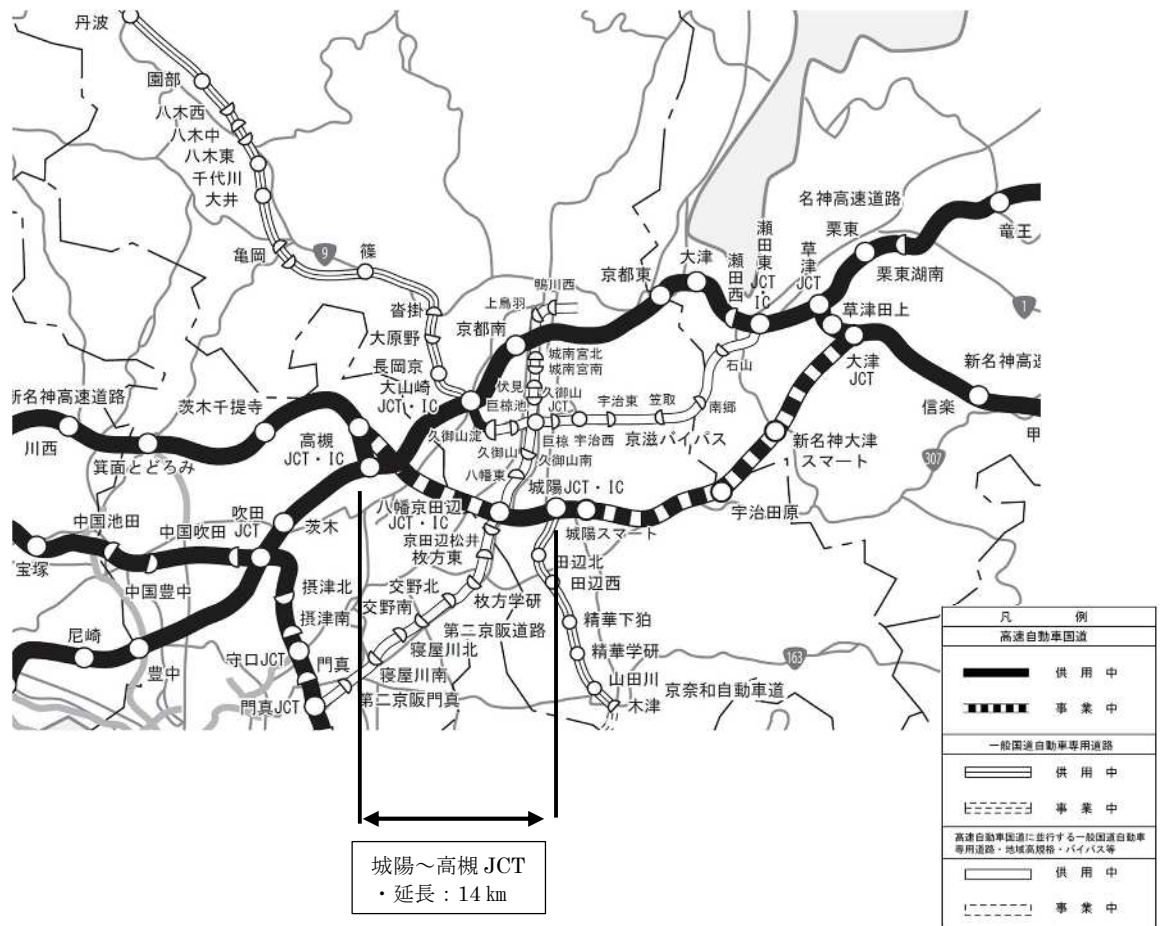 丹波
園部
八木西
八木中
八木東
千代川
大井
亀岡
9
篠
沓掛
大原野
長岡京
大山崎
JCT・IC
京都南
上鳥羽
鴨川西
城南宮北
城南宮南
伏見
巨椋池
久御山
JCT
久御山淀
久御山
巨椋
久御山南
八幡東
宇治西
宇治東
笠取
京滋バイパス
南郷
石山
京都東
大津
瀬田西
瀬田東
JCT・IC
草津
JCT
名神高速道路
栗東
栗東湖南
竜王
1
草津田上
大津
JCT
新名神高速道
信楽
甲
307
新名神大津
スマート
宇治田原
城陽JCT・IC
城陽スマート
新名神高速道路
川西
箕面とどろみ
茨木千提寺
高槻
JCT・IC
八幡京田辺
JCT・IC
京田辺松井
枚方東
枚方学研
交野北
交野南
第二京阪道路
寝屋川北
寝屋川南
第二京阪門真
門真
門真JCT
守口JCT
摂津南
摂津北
茨木
吹田
JCT
中国吹田
中国池田
中国豊中
宝塚
尼崎
豊中
田辺北
田辺西
精華下狛
精華学研
山田川
木津
京奈和自動車道
163
城陽～高槻 JCT
・延長：14 ㎞
凡 例
高速自動車国道
供 用 中
事 業 中
一般国道自動車専用道路
供 用 中
事 業 中
高速自動車国道に並行する一般国道自動車
専用道路・地域高規格・バイパス等
供 用 中
事 業 中